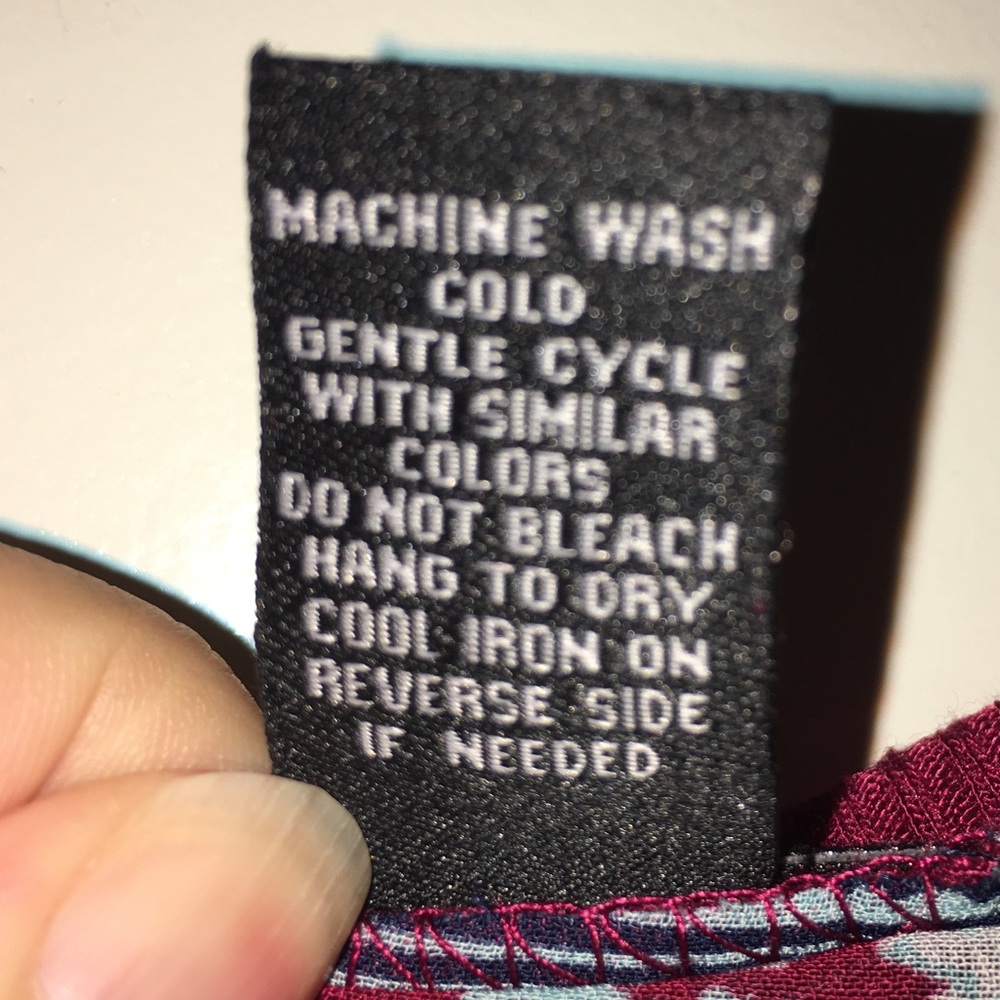 MACHINE WASH
COLD
GENTLE CYCLE
WITH SIMILAR
COLORS
DO NOT BLEACH
HANG TO DRY
COOL IRON ON
REVERSE SIDE
IF NEEDED